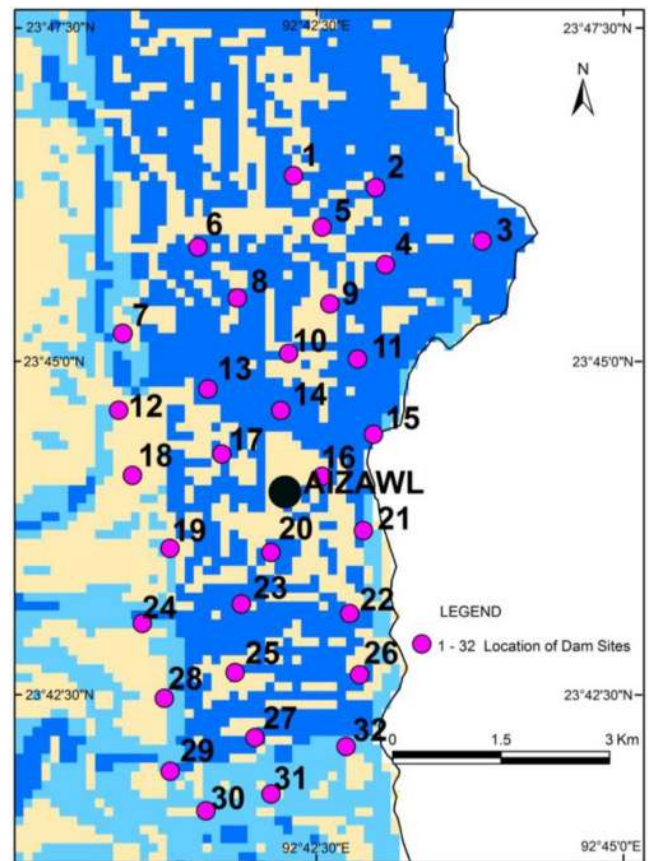 23°47'30"N
92°42'30"E
23°47'30"N
N
1
2
3
4
5
6
7
8
9
10
11
12
13
14
15
16
17
18
AIZAWL
19
20
21
22
23
24
25
26
27
28
29
30
31
32
23°45'0"N
23°45'0"N
LEGEND
1 - 32 Location of Dam Sites
23°42'30"N
23°42'30"N
0 1.5 3 Km
92°42'30"E
92°45'0"E